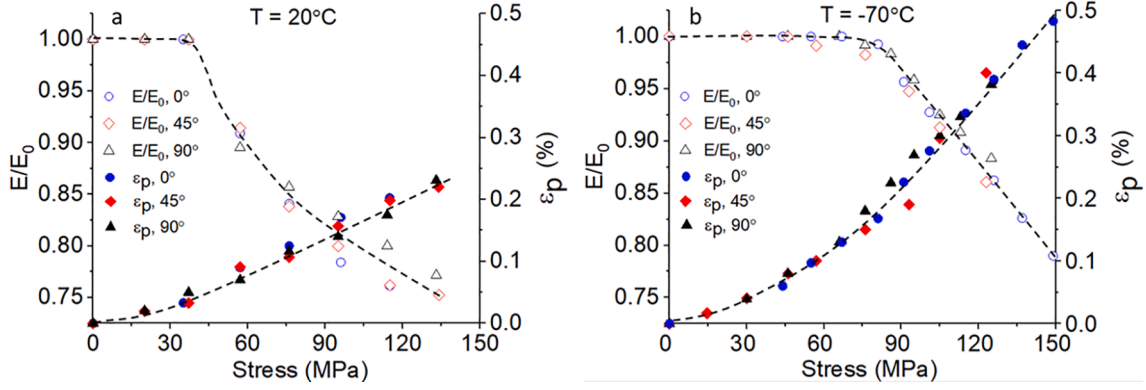 a
T = 20°C
E/E0
1.00
0.95
0.90
0.85
0.80
0.75
E/E0, 0°
E/E0, 45°
E/E0, 90°
εp, 0°
εp, 45°
εp, 90°
0.5
0.4
0.3
0.2
0.1
0.0
εp (%)
0 30 60 90 120 150
Stress (MPa)
b
T = -70°C
E/E0
1.00
0.95
0.90
0.85
0.80
0.75
E/E0, 0°
E/E0, 45°
E/E0, 90°
εp, 0°
εp, 45°
εp, 90°
0.5
0.4
0.3
0.2
0.1
0.0
εp (%)
0 30 60 90 120 150
Stress (MPa)